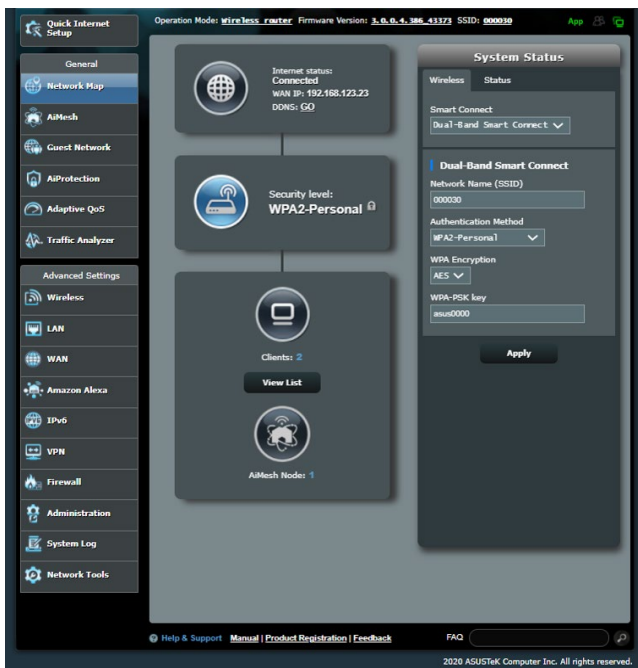 Quick Internet
Setup
Operation Mode: Wireless router Firmware Version: 3.0.0.4.386_43373 SSID: 000030
App
General
Network Map
AiMesh
Guest Network
AiProtection
Adaptive QoS
Traffic Analyzer
Advanced Settings
Wireless
LAN
WAN
Amazon Alexa
IPv6
VPN
Firewall
Administration
System Log
Network Tools
Internet status:
Connected
WAN IP: 192.168.123.23
DDNS: GO
Security level:
WPA2-Personal
Clients: 2
View List
AiMesh Node: 1
System Status
Wireless Status
Smart Connect
Dual-Band Smart Connect
Dual-Band Smart Connect
Network Name (SSID)
000030
Authentication Method
WPA2-Personal
WPA Encryption
AES
WPA-PSK key
asus0000
Apply
Help & Support Manual | Product Registration | Feedback
FAQ
2020 ASUSTeK Computer Inc. All rights reserved.